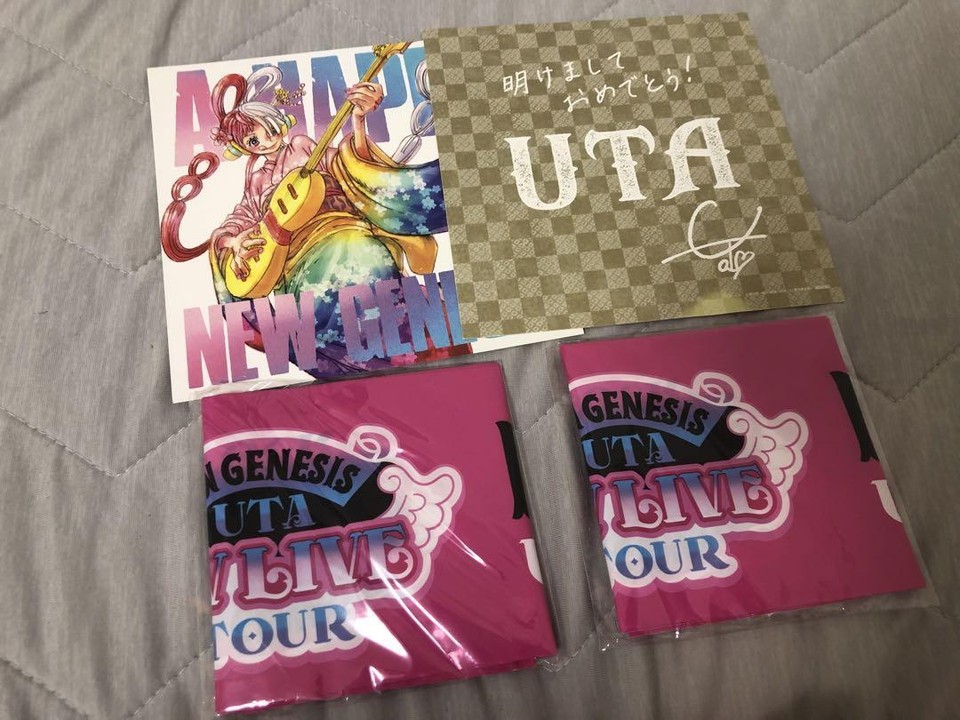 A HAP
NEW GENE
明けまして
おめでとう!
UTA
GENESIS
UTA
LIVE
TOUR
GENESIS
UTA
LIVE
TOUR